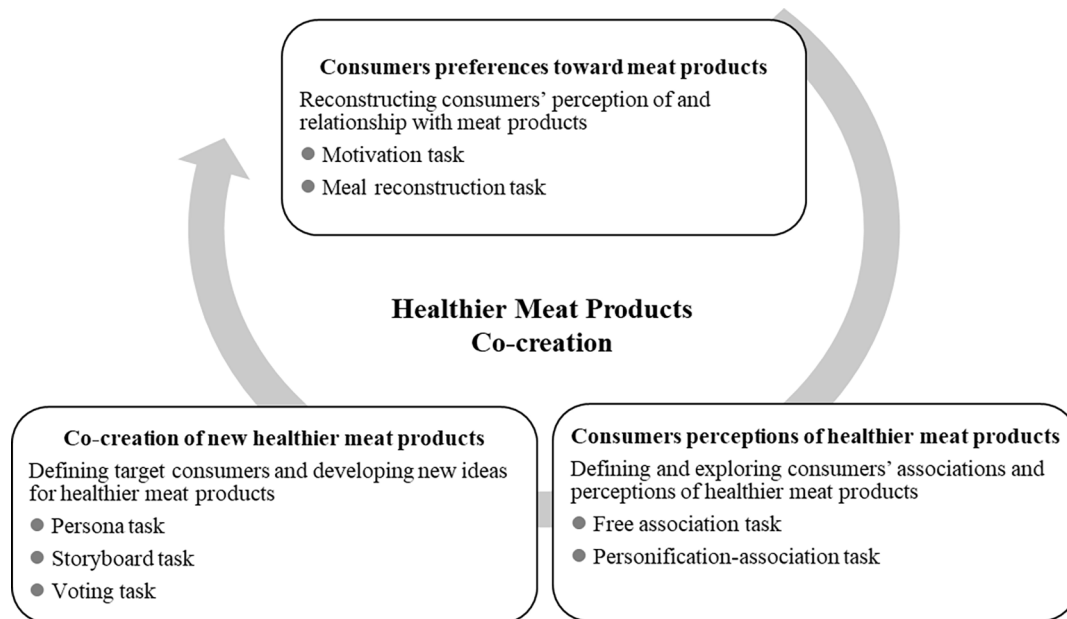 Consumers preferences toward meat products
Reconstructing consumers’ perception of and
relationship with meat products
● Motivation task
● Meal reconstruction task
Healthier Meat Products
Co-creation
Co-creation of new healthier meat products
Defining target consumers and developing new ideas
for healthier meat products
● Persona task
● Storyboard task
● Voting task
Consumers perceptions of healthier meat products
Defining and exploring consumers’ associations and
perceptions of healthier meat products
● Free association task
● Personification-association task